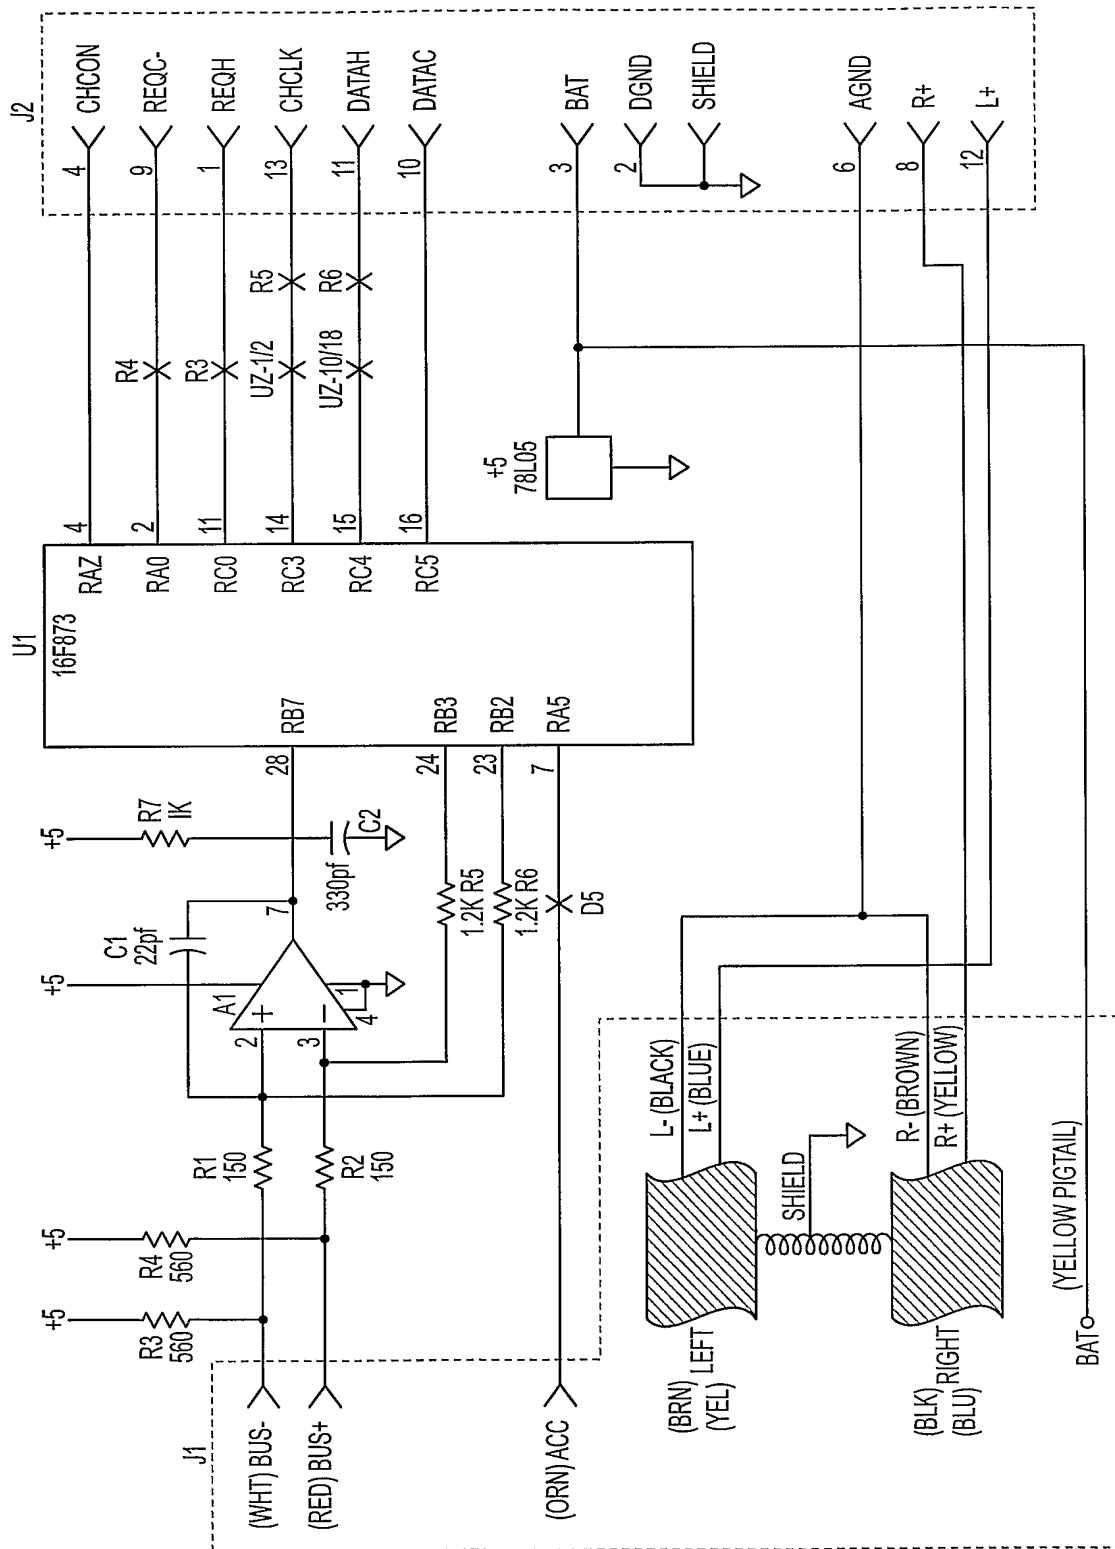 J2
4 CHCON
9 REQC-
1 REQH
13 CHCLK
11 DATAH
10 DATAC
3 BAT
2 DGND
SHIELD
6 AGND
8 R+
12 L+
R4
R3
UZ-1/2 R5
UZ-10/18 R6
+5
78L05
U1
16F873
RAZ 4
RA0 2
RC0 11
RC3 14
RC4 15
RC5 16
28 RB7
24 RB3
23 RB2
7 RA5
+5
R7
IK
330pf
C2
C1
22pf
+5
A1
2 +
3 –
7
1
4
1.2K R5
1.2K R6
D5
R1
150
R2
150
+5
R4
560
+5
R3
560
J1
(WHT) BUS-
(RED) BUS+
(ORN) ACC
L- (BLACK)
L+ (BLUE)
R- (BROWN)
R+ (YELLOW)
SHIELD
(BRN)
LEFT
(YEL)
(BLK)
RIGHT
(BLU)
BAT
(YELLOW PIGTAIL)